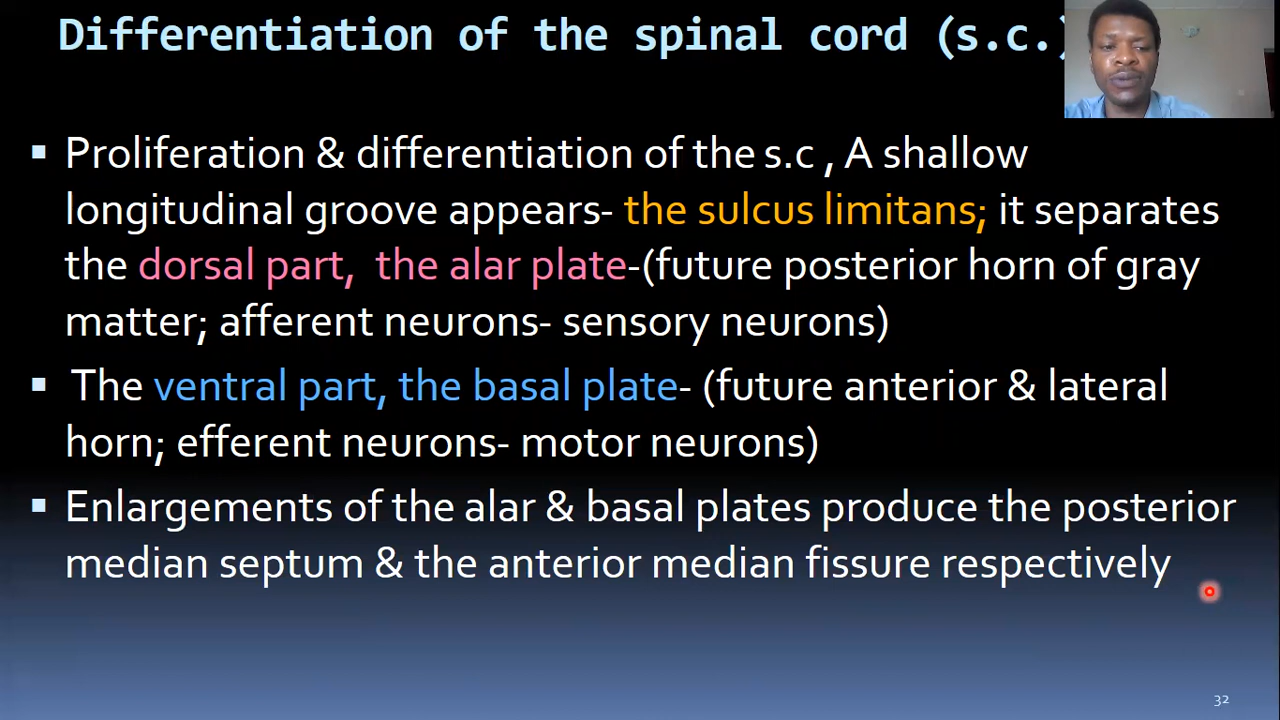 Differentiation of the spinal cord (s.c.)
▪ Proliferation & differentiation of the s.c , A shallow
longitudinal groove appears- the sulcus limitans; it separates
the dorsal part, the alar plate-(future posterior horn of gray
matter; afferent neurons- sensory neurons)
▪ The ventral part, the basal plate- (future anterior & lateral
horn; efferent neurons- motor neurons)
▪ Enlargements of the alar & basal plates produce the posterior
median septum & the anterior median fissure respectively
32